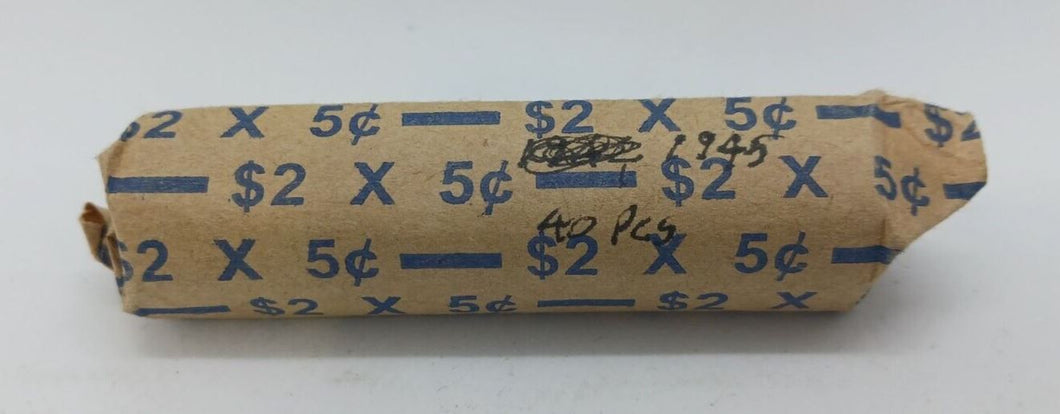 $2 X 5¢ — $2 X 5¢ — $2
1945
— $2 X 5¢ — $2 X 5¢ —
40 Pcs
$2 X 5¢ — $2 X 5¢ —
— $2 X 5¢ — $2 X